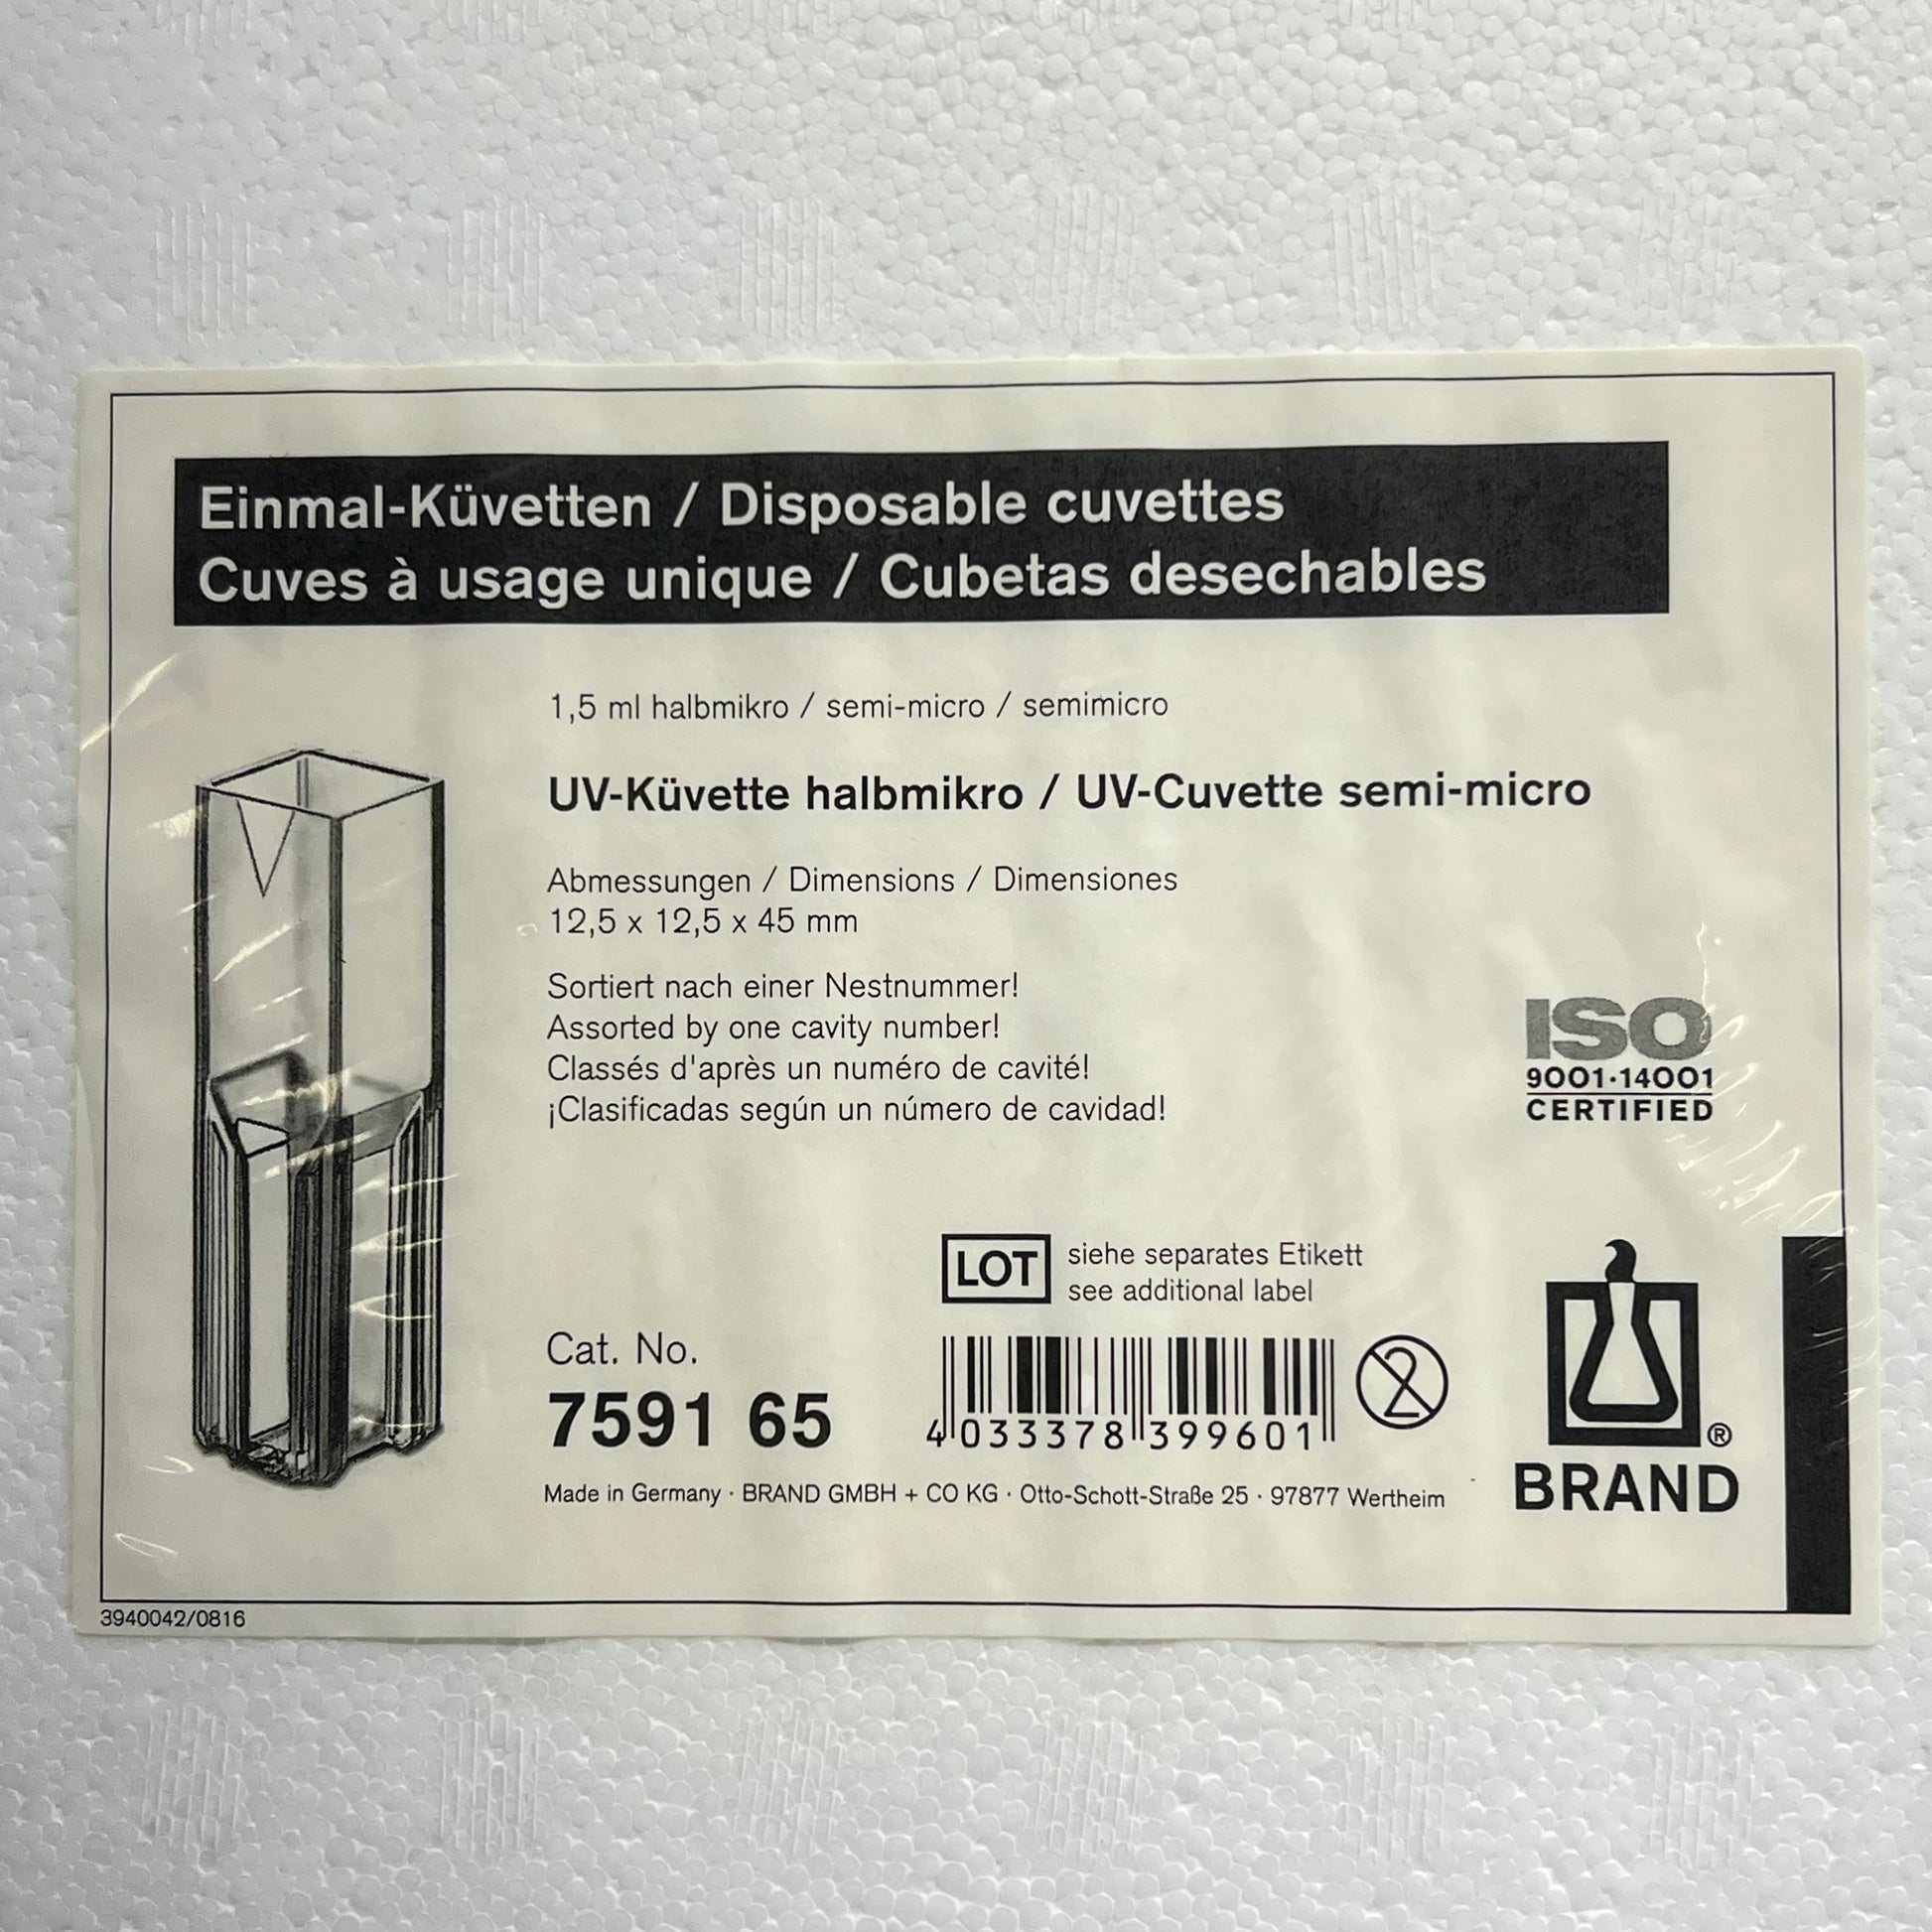 Einmal-Küvetten / Disposable cuvettes
Cuves à usage unique / Cubetas desechables
1,5 ml halbmikro / semi-micro / semimicro
UV-Küvette halbmikro / UV-Cuvette semi-micro
Abmessungen / Dimensions / Dimensiones
12,5 x 12,5 x 45 mm
Sortiert nach einer Nestnummer!
Assorted by one cavity number!
Classés d'après un numéro de cavité!
¡Clasificadas según un número de cavidad!
ISO
9001·14001
CERTIFIED
LOT
siehe separates Etikett
see additional label
Cat. No.
7591 65
4 033378 399601
2
®
BRAND
Made in Germany · BRAND GMBH + CO KG · Otto-Schott-Straße 25 · 97877 Wertheim
3940042/0816